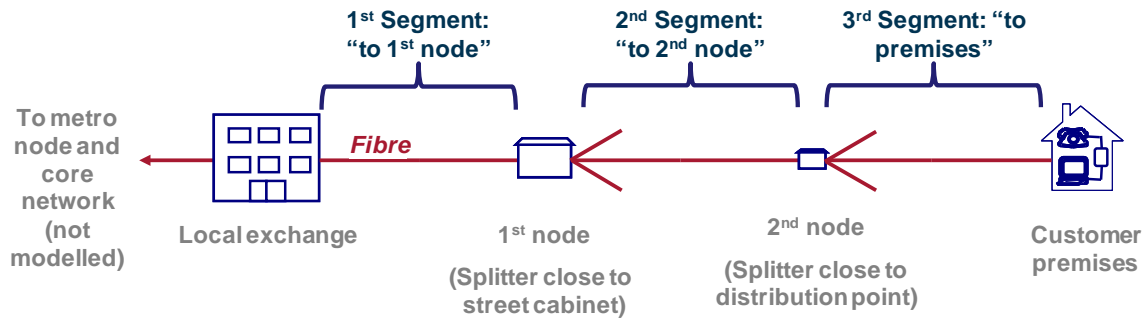 1st Segment:
“to 1st node”
2nd Segment:
“to 2nd node”
3rd Segment: “to
premises”
To metro
node and
core
network
(not
modelled)
Fibre
Local exchange
1st node
(Splitter close to
street cabinet)
2nd node
(Splitter close to
distribution point)
Customer
premises